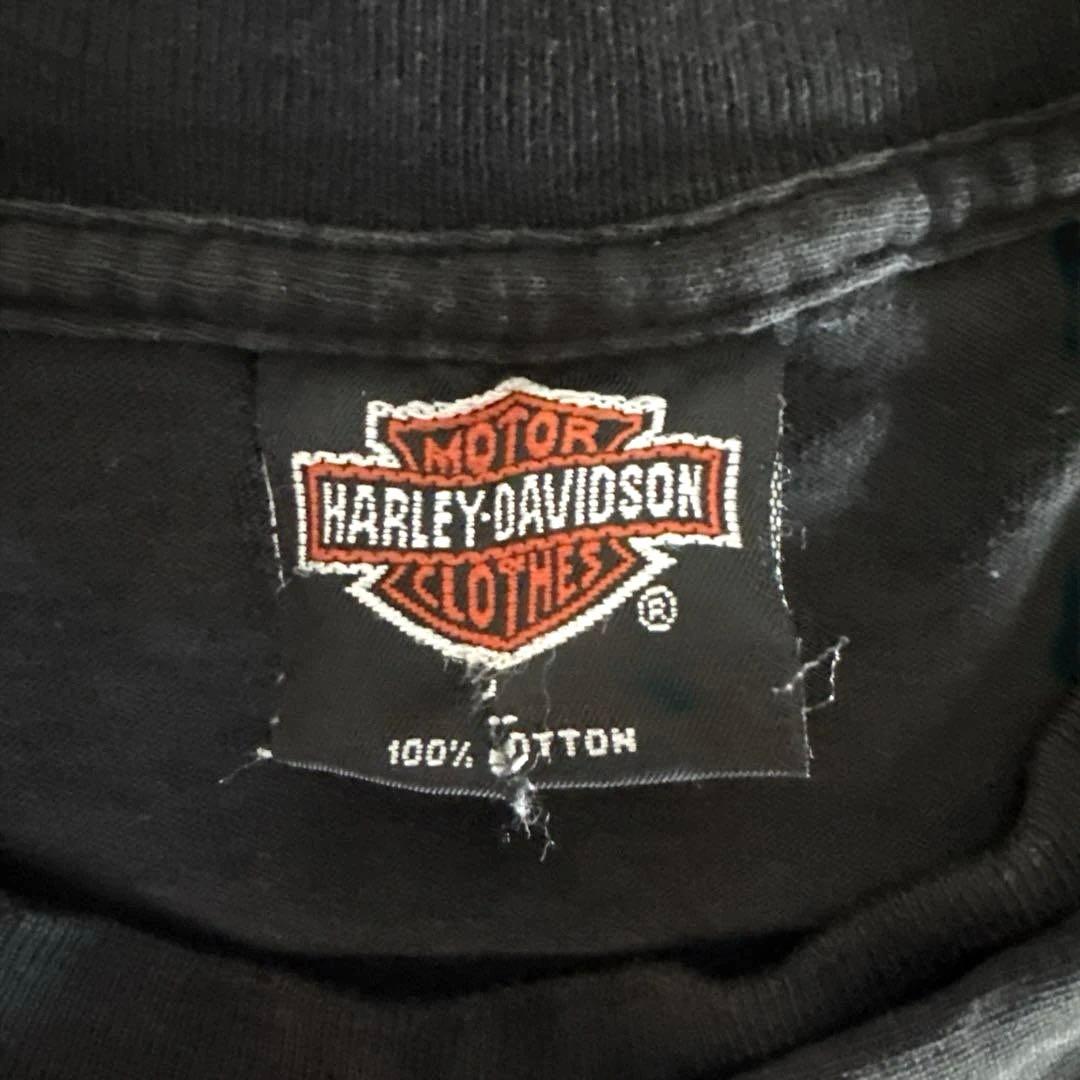 MOTOR
HARLEY-DAVIDSON
CLOTHES
®
100% COTTON